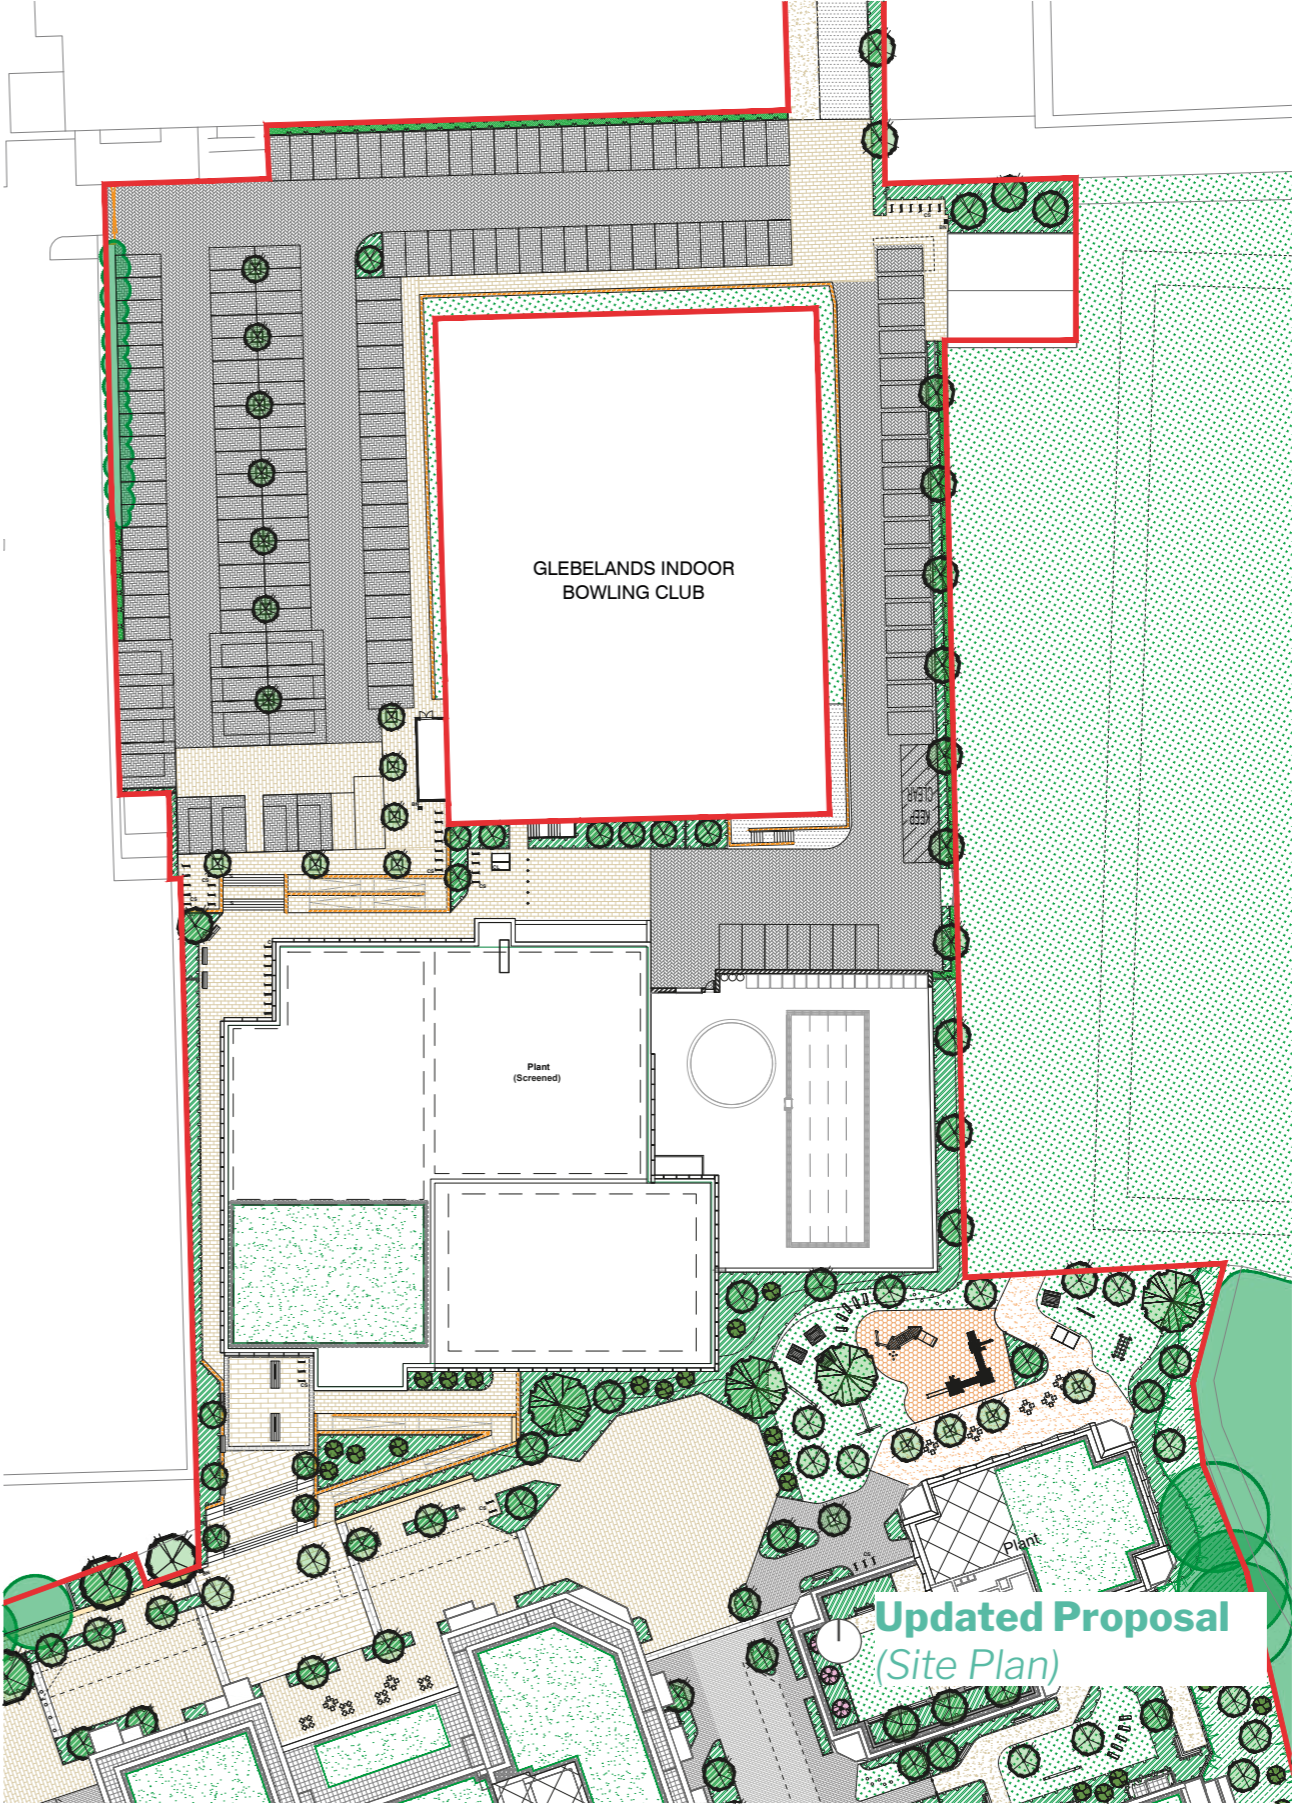 GLEBELANDS INDOOR
BOWLING CLUB
KEEP
CLEAR
Plant
(Screened)
Plant
Updated Proposal
(Site Plan)